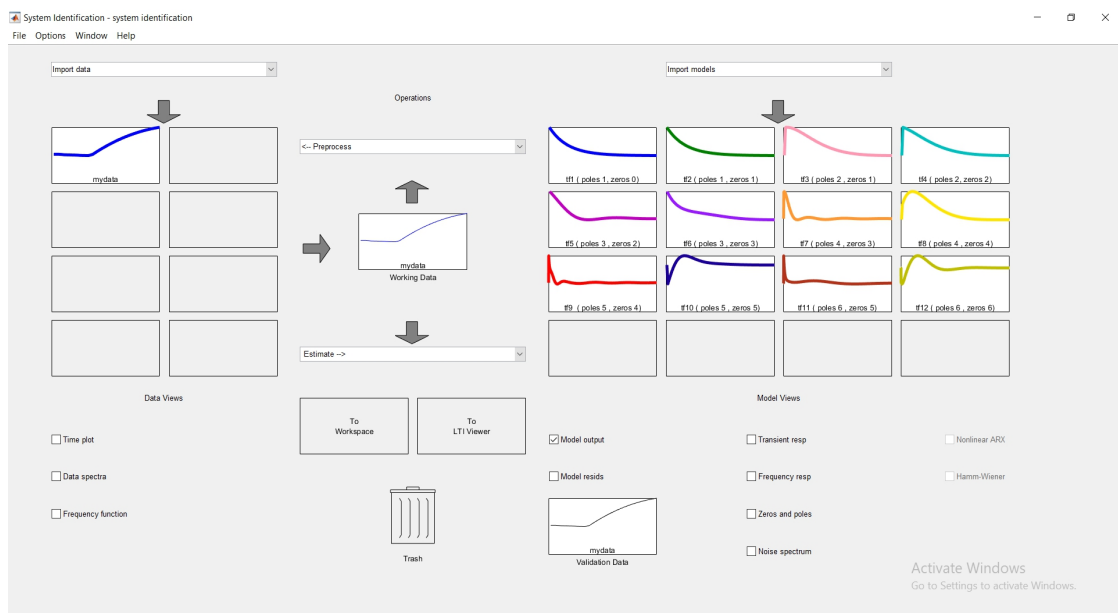 System Identification - system identification
File Options Window Help
Import data
Import models
Operations
<-- Preprocess
mydata
tf1 ( poles 1, zeros 0)
tf2 ( poles 1 , zeros 1)
tf3 ( poles 2 , zeros 1)
tf4 ( poles 2, zeros 2)
tf5 ( poles 3 , zeros 2)
tf6 ( poles 3 , zeros 3)
tf7 ( poles 4 , zeros 3)
tf8 ( poles 4 , zeros 4)
mydata
Working Data
tf9 ( poles 5 , zeros 4)
tf10 ( poles 5 , zeros 5)
tf11 ( poles 6 , zeros 5)
tf12 ( poles 6 , zeros 6)
Estimate -->
Data Views
Model Views
To
Workspace
To
LTI Viewer
Time plot
Data spectra
Frequency function
Trash
Model output
Model resids
mydata
Validation Data
Transient resp
Frequency resp
Zeros and poles
Noise spectrum
Nonlinear ARX
Hamm-Wiener
Activate Windows
Go to Settings to activate Windows.